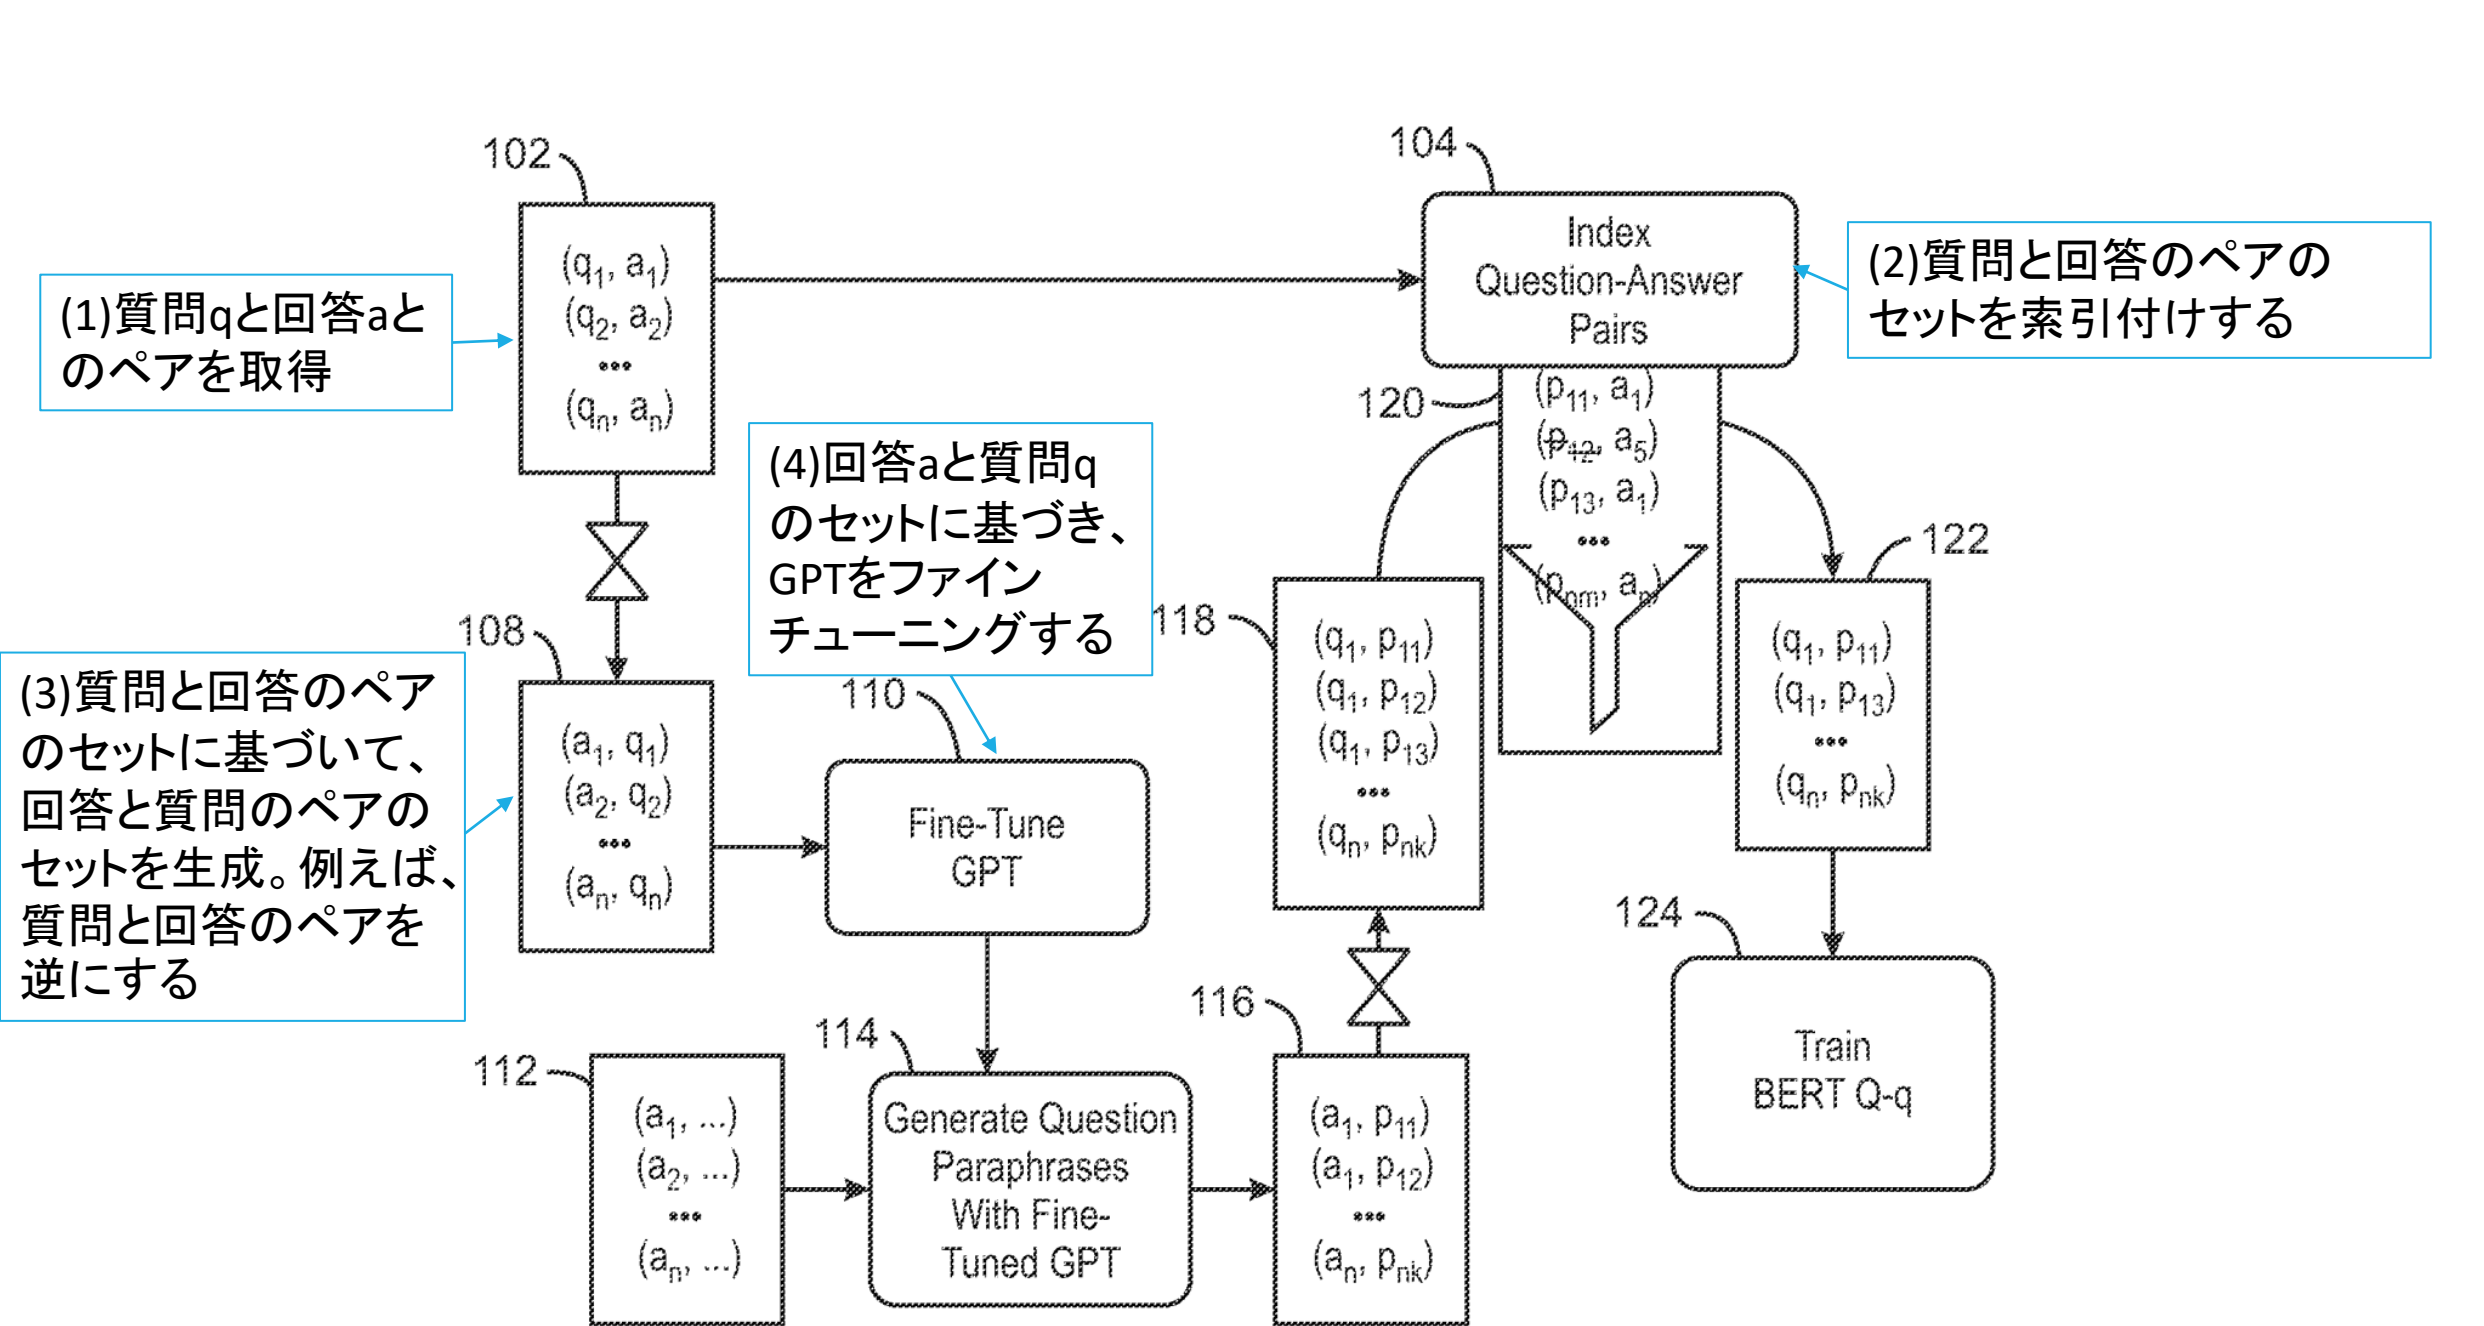 102
104
(q1, a1)
(q2, a2)
•••
(qn, an)
Index
Question-Answer
Pairs
(1)質問qと回答aと
のペアを取得
(2)質問と回答のペアの
セットを索引付けする
120
(p11, a1)
(p12, a5)
(p13, a1)
•••
(pnm, an)
(4)回答aと質問q
のセットに基づき、
GPTをファイン
チューニングする
122
108
118
(3)質問と回答のペア
のセットに基づいて、
回答と質問のペアの
セットを生成。例えば、
質問と回答のペアを
逆にする
(a1, q1)
(a2, q2)
•••
(an, qn)
110
Fine-Tune
GPT
(q1, p11)
(q1, p12)
(q1, p13)
•••
(qn, pnk)
(q1, p11)
(q1, p13)
•••
(qn, pnk)
124
Train
BERT Q-q
112
(a1, ...)
(a2, ...)
•••
(an, ...)
114
Generate Question
Paraphrases
With Fine-
Tuned GPT
116
(a1, p11)
(a1, p12)
•••
(an, pnk)